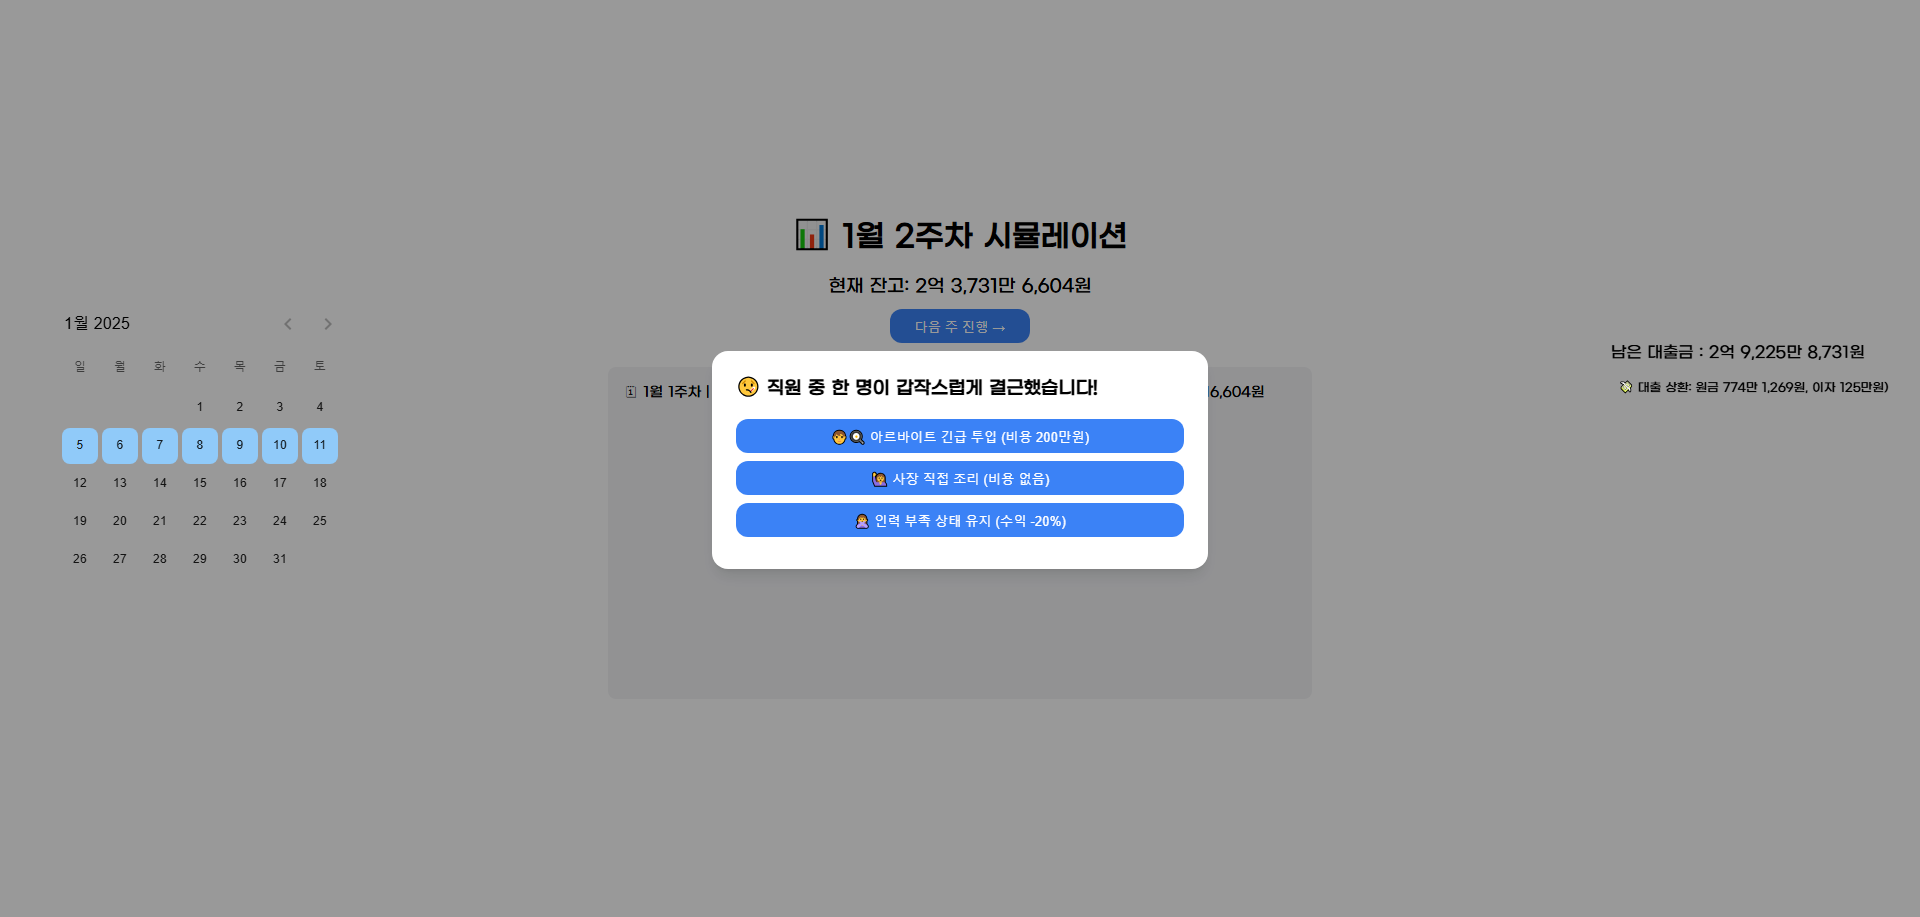 📊 1월 2주차 시뮬레이션
현재 잔고: 2억 3,731만 6,604원
다음 주 진행 →
1월 2025
일 월 화 수 목 금 토
1 2 3 4
5 6 7 8 9 10 11
12 13 14 15 16 17 18
19 20 21 22 23 24 25
26 27 28 29 30 31
🗓 1월 1주차 | 6,604원
🤒 직원 중 한 명이 갑작스럽게 결근했습니다!
🧑‍🍳 아르바이트 긴급 투입 (비용 200만원)
🙋 사장 직접 조리 (비용 없음)
🙎 인력 부족 상태 유지 (수익 -20%)
남은 대출금 : 2억 9,225만 8,731원
💸 대출 상환: 원금 774만 1,269원, 이자 125만원)